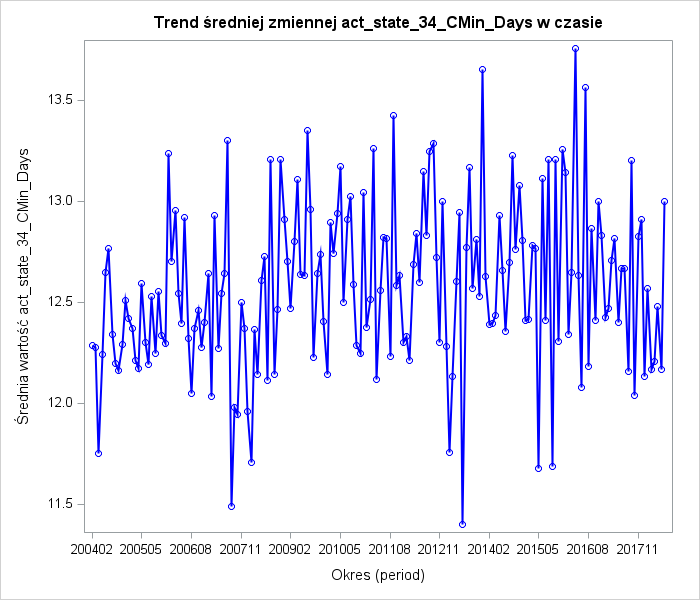 Trend średniej zmiennej act_state_34_CMin_Days w czasie
Średnia wartość act_state_34_CMin_Days
13.5
13.0
12.5
12.0
11.5
200402 200505 200608 200711 200902 201005 201108 201211 201402 201505 201608 201711
Okres (period)